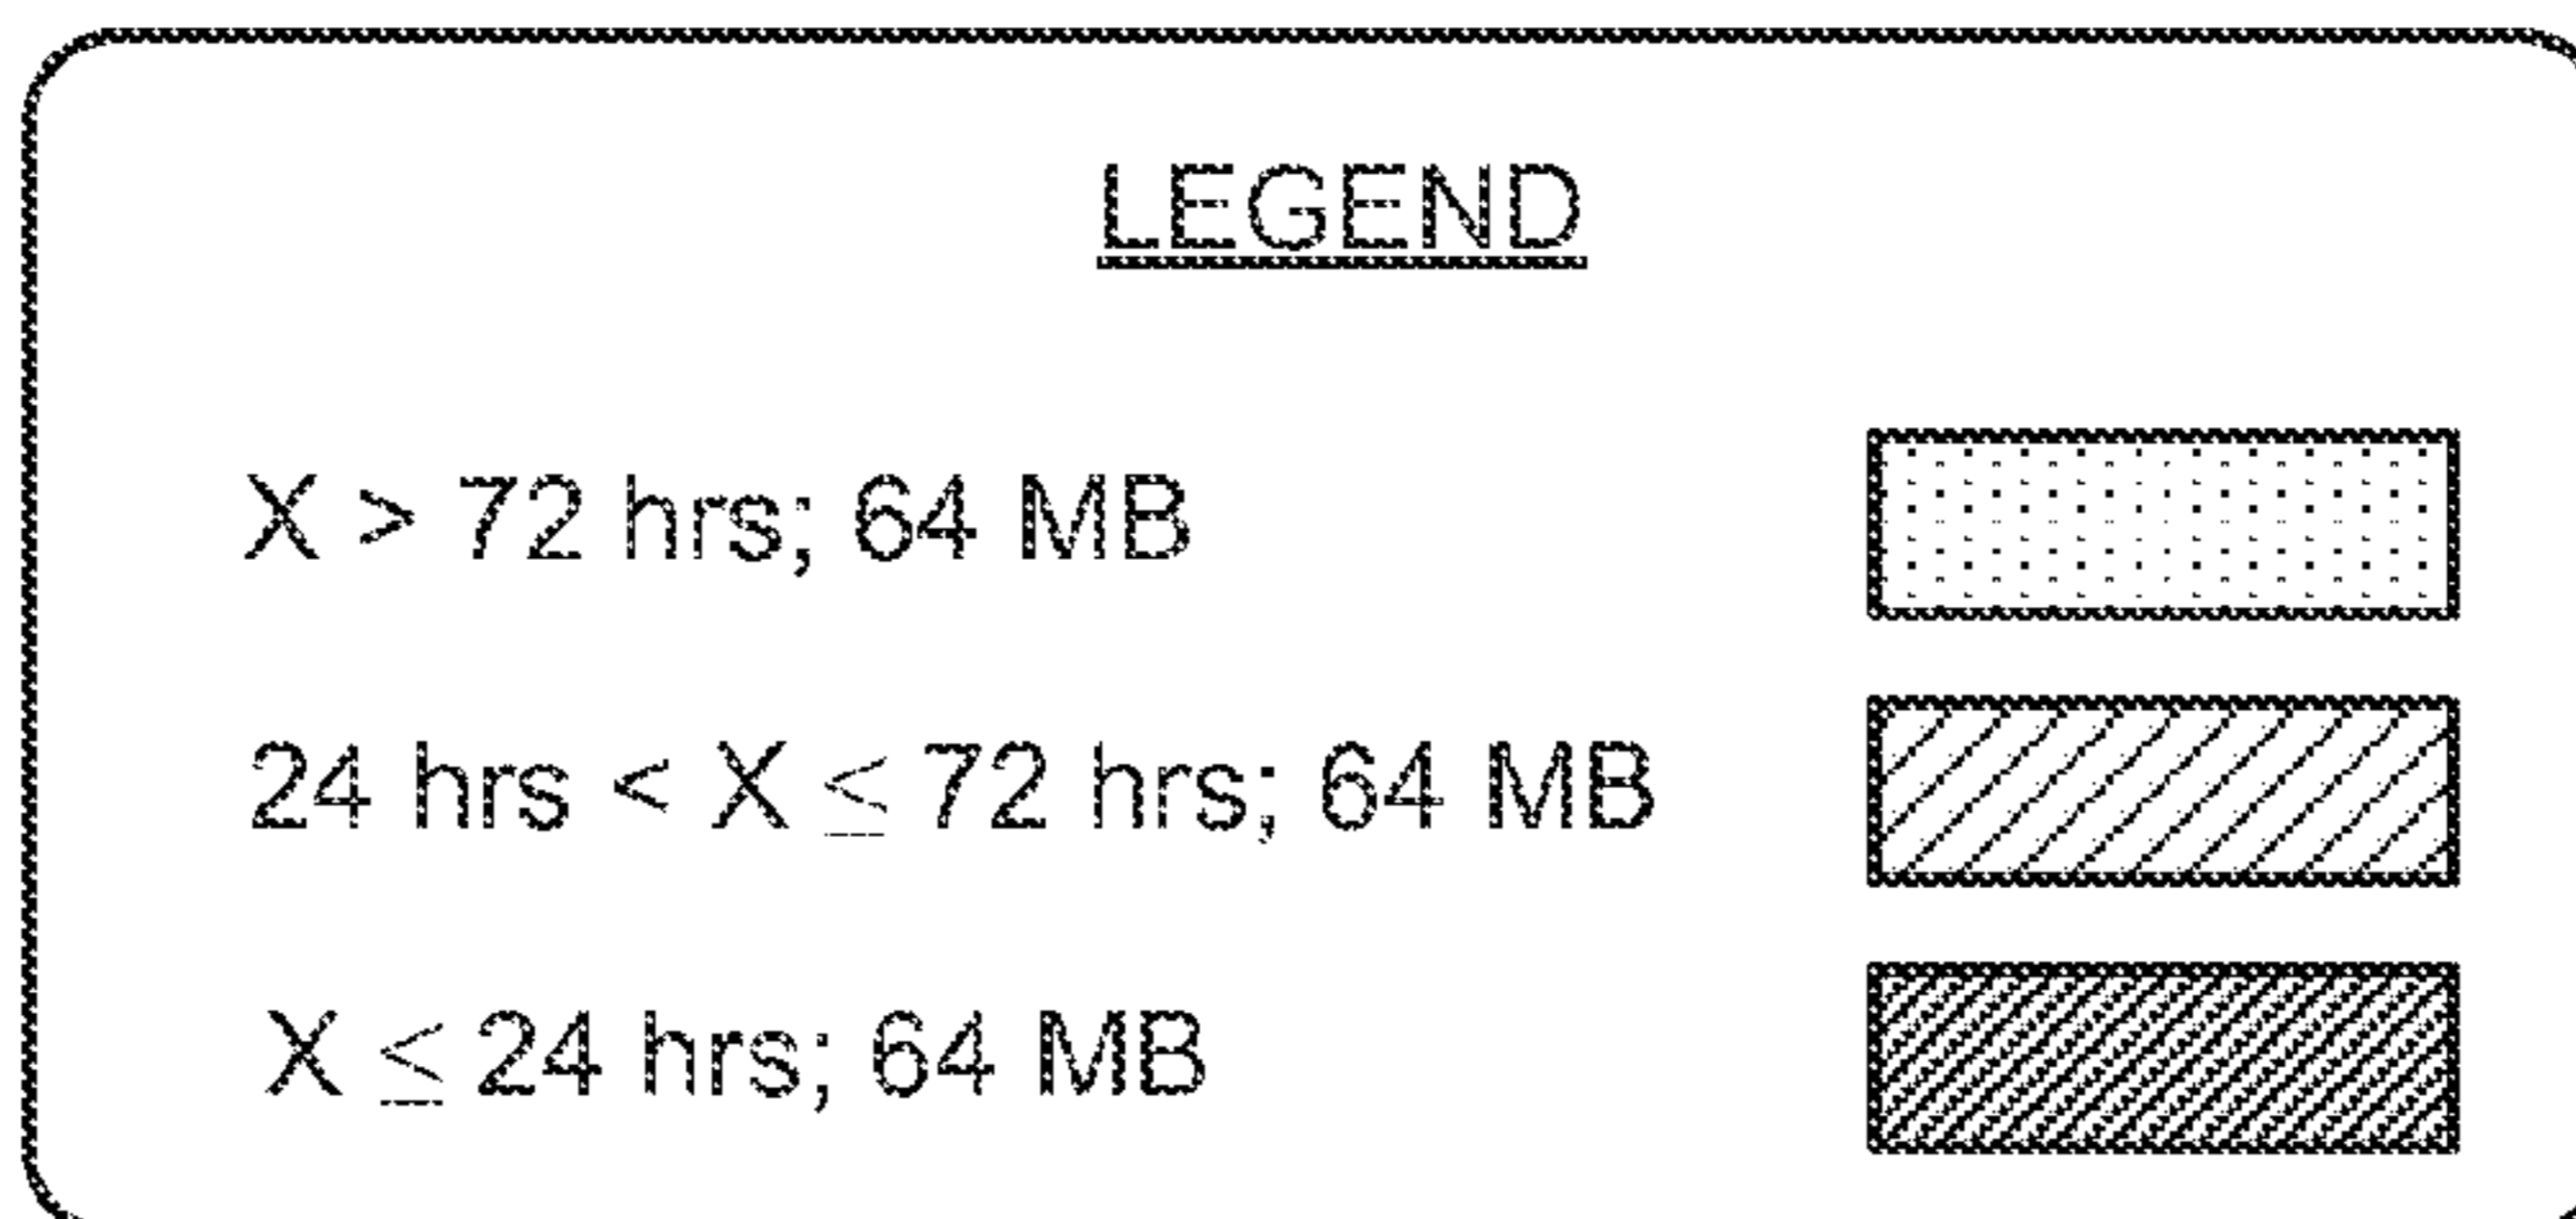 LEGEND
X > 72 hrs; 64 MB
24 hrs < X ≤ 72 hrs; 64 MB
X ≤ 24 hrs; 64 MB